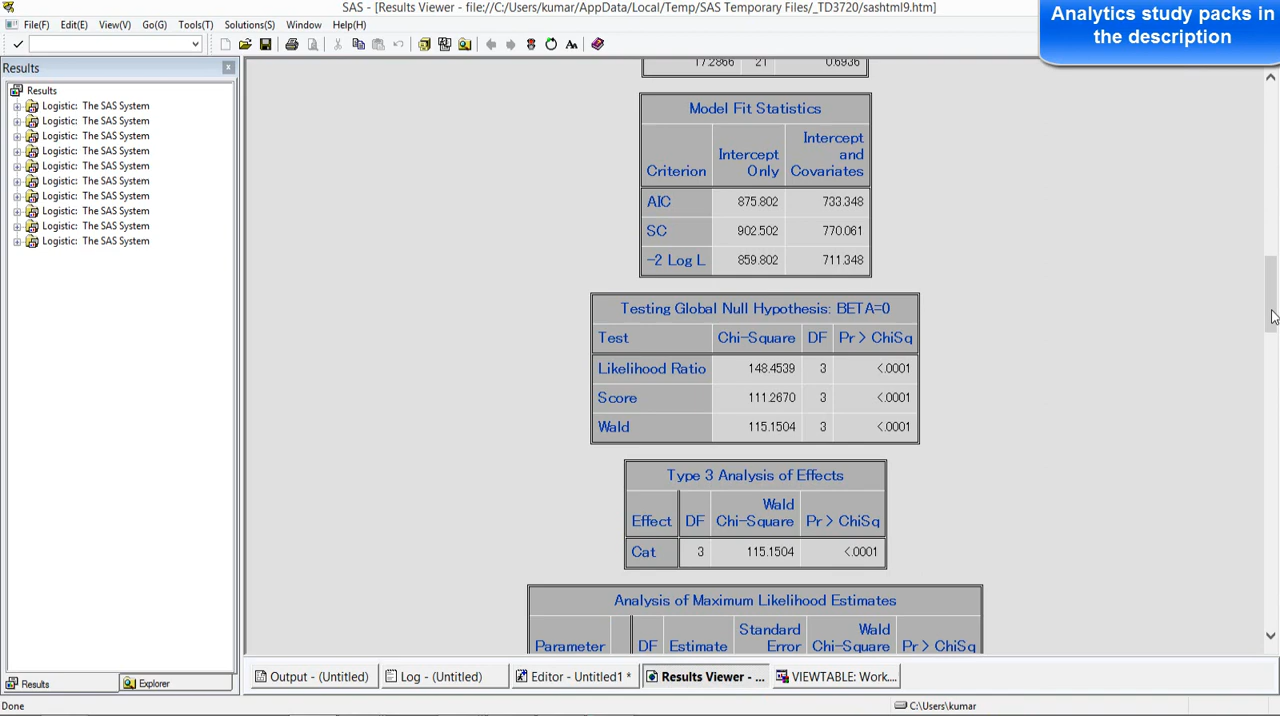 SAS - [Results Viewer - file://C:/Users/kumar/AppData/Local/Temp/SAS Temporary Files/_TD3720/sashtml9.htm]
Analytics study packs in
the description
File(F) Edit(E) View(V) Go(G) Tools(T) Solutions(S) Window Help(H)
Results
Results
Logistic: The SAS System
Logistic: The SAS System
Logistic: The SAS System
Logistic: The SAS System
Logistic: The SAS System
Logistic: The SAS System
Logistic: The SAS System
Logistic: The SAS System
Logistic: The SAS System
Logistic: The SAS System
17.2866 21 0.6936
Model Fit Statistics
Criterion Intercept Only Intercept and Covariates
AIC 875.802 733.348
SC 902.502 770.061
-2 Log L 859.802 711.348
Testing Global Null Hypothesis: BETA=0
Test Chi-Square DF Pr > ChiSq
Likelihood Ratio 148.4539 3 <.0001
Score 111.2670 3 <.0001
Wald 115.1504 3 <.0001
Type 3 Analysis of Effects
Effect DF Wald Chi-Square Pr > ChiSq
Cat 3 115.1504 <.0001
Analysis of Maximum Likelihood Estimates
Parameter DF Estimate Standard Error Wald Chi-Square Pr > ChiSq
Results Explorer
Output - (Untitled) Log - (Untitled) Editor - Untitled1 * Results Viewer - ... VIEWTABLE: Work....
Done C:\Users\kumar